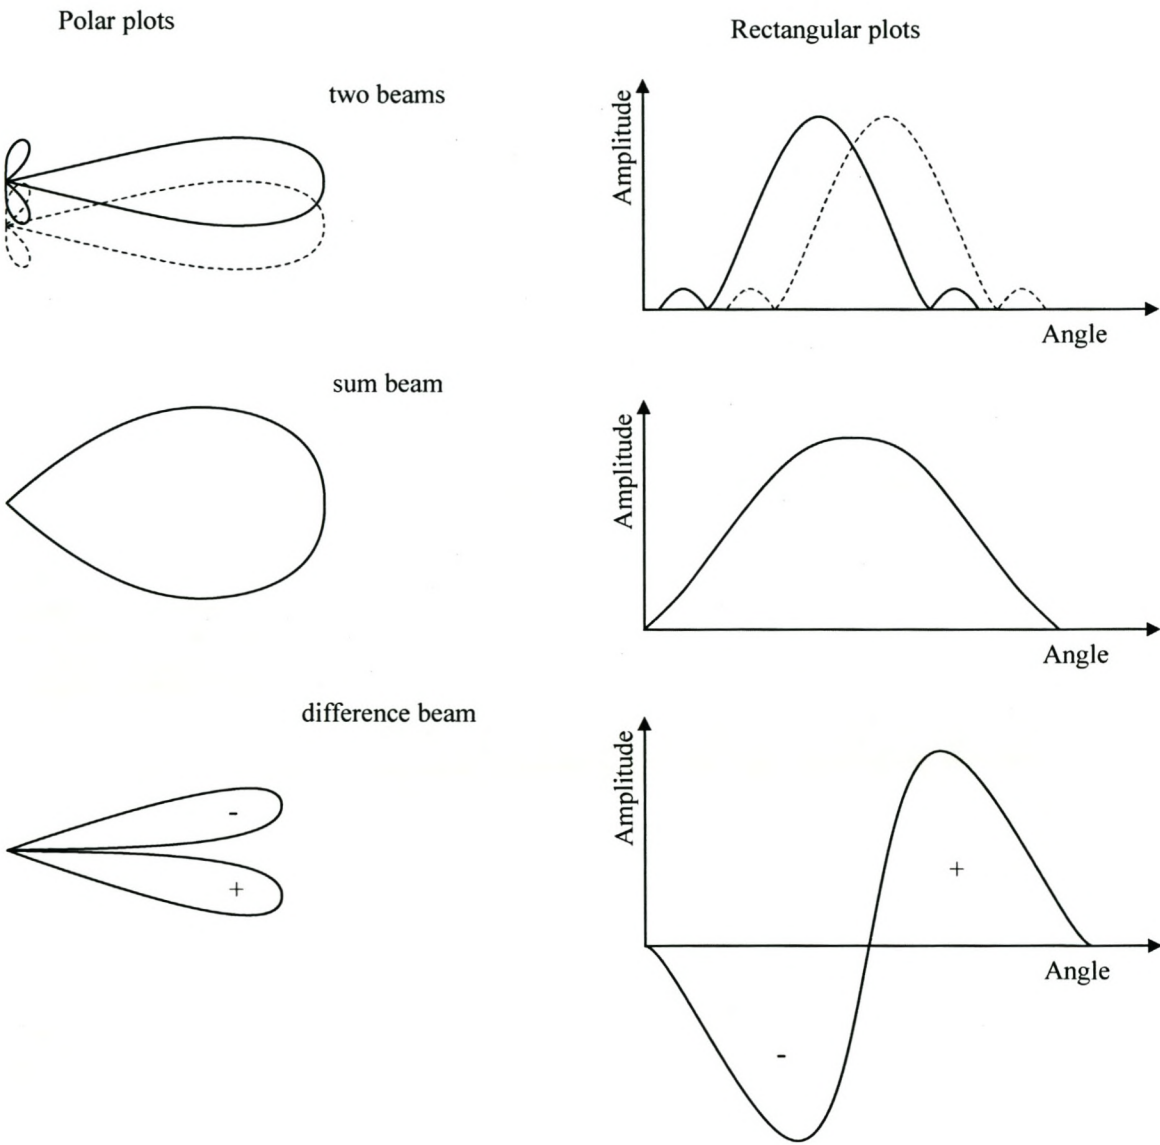 Polar plots
Rectangular plots
two beams
Amplitude
Angle
sum beam
Amplitude
Angle
difference beam
Amplitude
-
+
+
Angle
-